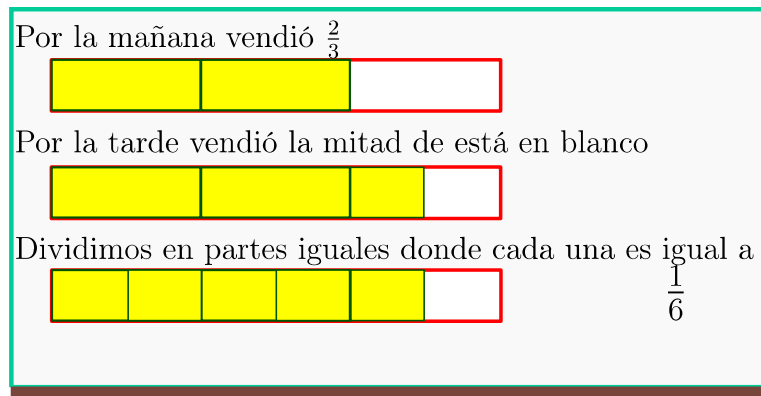 Por la mañana vendió 2/3
Por la tarde vendió la mitad de está en blanco
Dividimos en partes iguales donde cada una es igual a
1/6